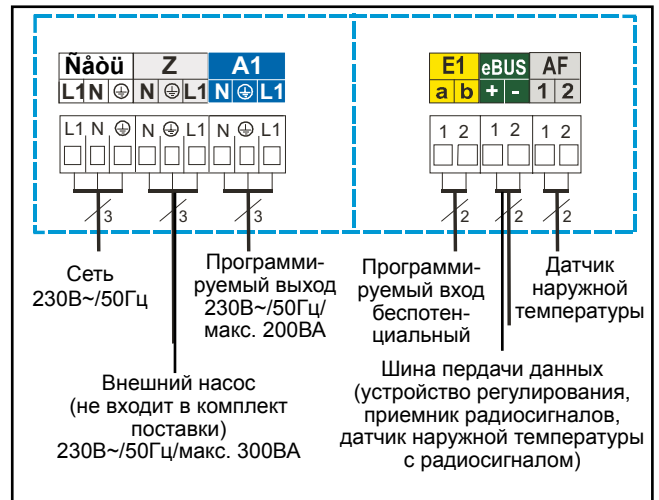 Ñåòü Z A1
L1 N ⏚ N ⏚ L1 N ⏚ L1
L1 N ⏚ N ⏚ L1 N ⏚ L1
3 3 3
Сеть
230В~/50Гц
Программи-
руемый выход
230В~/50Гц/
макс. 200ВА
Внешний насос
(не входит в комплект
поставки)
230В~/50Гц/макс. 300ВА
E1 eBUS AF
a b + - 1 2
1 2 1 2 1 2
2 2 2
Программи-
руемый вход
беспотен-
циальный
Датчик
наружной
температуры
Шина пердачи данных
(устройство регулирования,
приемник радиосигналов,
датчик наружной температуры
с радиосигналом)